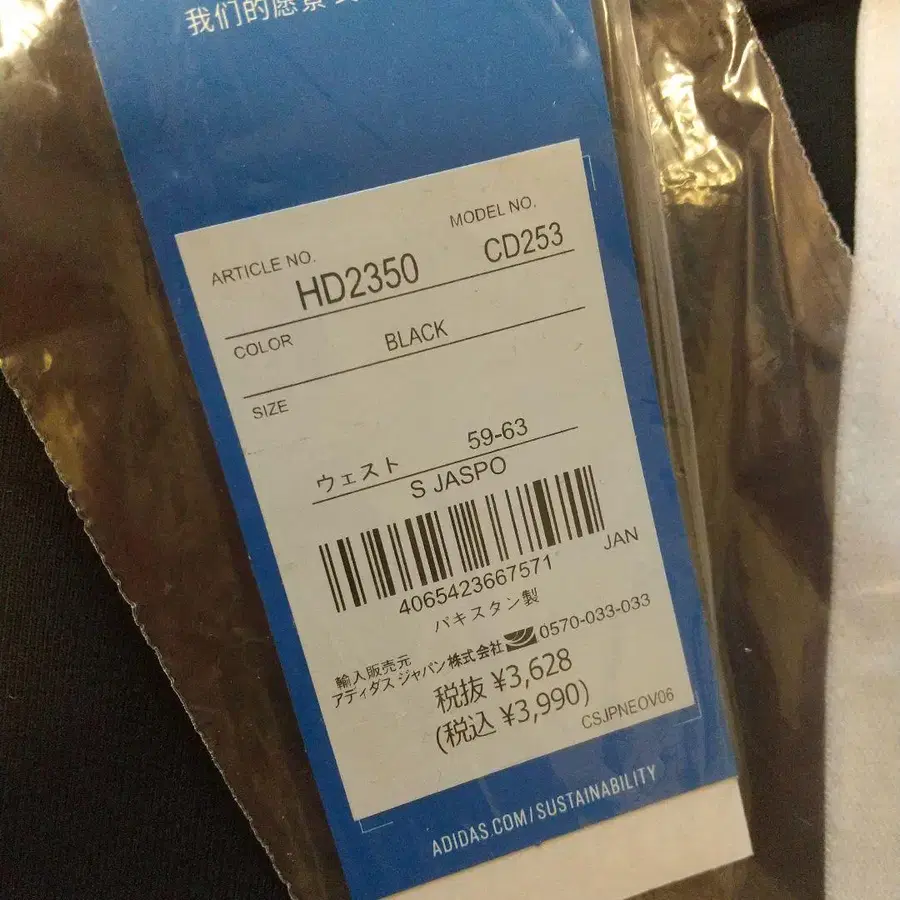 我们的愿景
ARTICLE NO.
HD2350
MODEL NO.
CD253
COLOR
BLACK
SIZE
ウェスト 59-63
S JASPO
4065423667571
JAN
パキスタン製
輸入販売元
アディダス ジャパン株式会社 0570-033-033
税抜 ¥3,628
(税込 ¥3,990)
CSJPNEOV06
ADIDAS.COM/SUSTAINABILITY